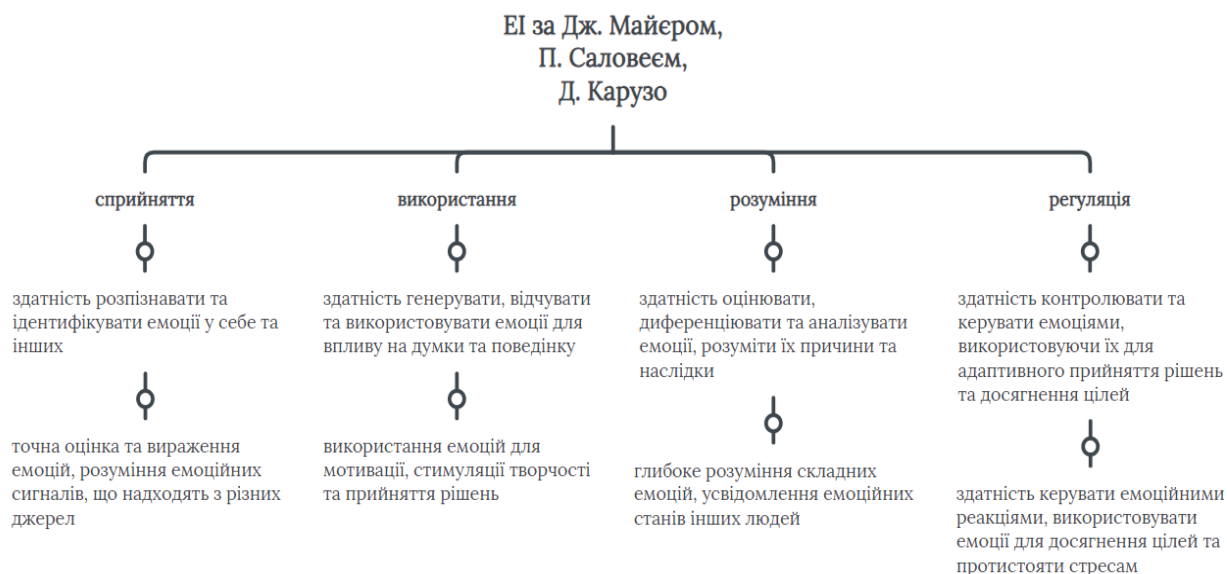 ЕІ за Дж. Майєром,
П. Саловеєм,
Д. Карузо
сприйняття
здатність розпізнавати та
ідентифікувати емоції у себе та
інших
точна оцінка та вираження
емоцій, розуміння емоційних
сигналів, що надходять з різних
джерел
використання
здатність генерувати, відчувати
та використовувати емоції для
впливу на думки та поведінку
використання емоцій для
мотивації, стимуляції творчості
та прийняття рішень
розуміння
здатність оцінювати,
диференціювати та аналізувати
емоції, розуміти їх причини та
наслідки
глибоке розуміння складних
емоцій, усвідомлення емоційних
станів інших людей
регуляція
здатність контролювати та
керувати емоціями,
використовуючи їх для
адаптивного прийняття рішень
та досягнення цілей
здатність керувати емоційними
реакціями, використовувати
емоції для досягнення цілей та
протистояти стресам